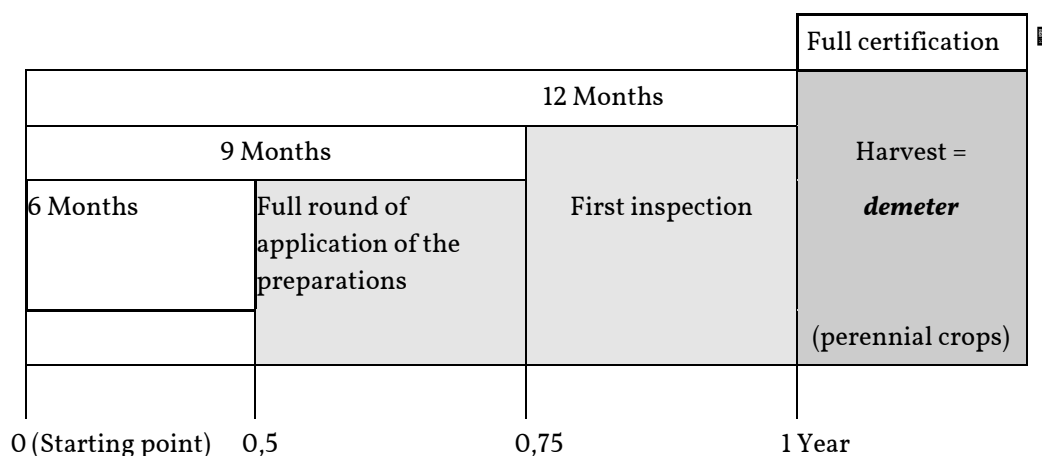 Full certification
12 Months
9 Months
Harvest =
6 Months
Full round of
application of the
preparations
First inspection
demeter
(perennial crops)
0 (Starting point)
0,5
0,75
1 Year